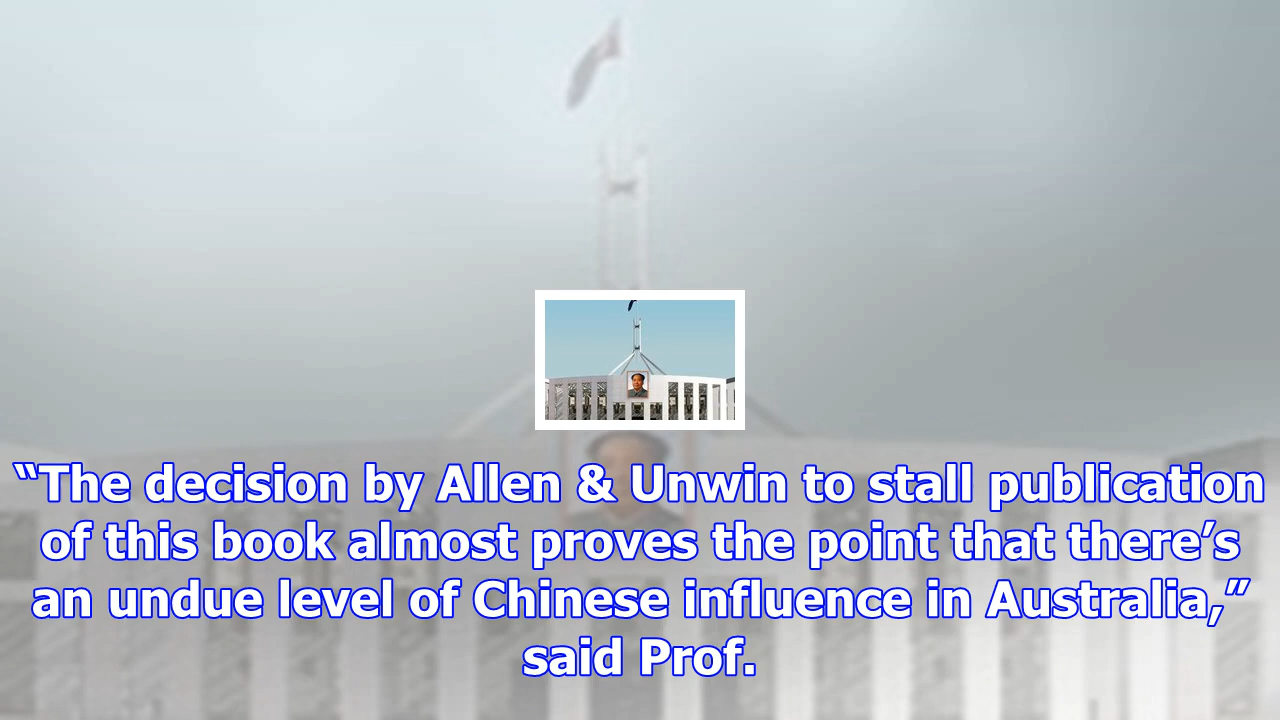 “The decision by Allen & Unwin to stall publication
of this book almost proves the point that there’s
an undue level of Chinese influence in Australia,”
said Prof.